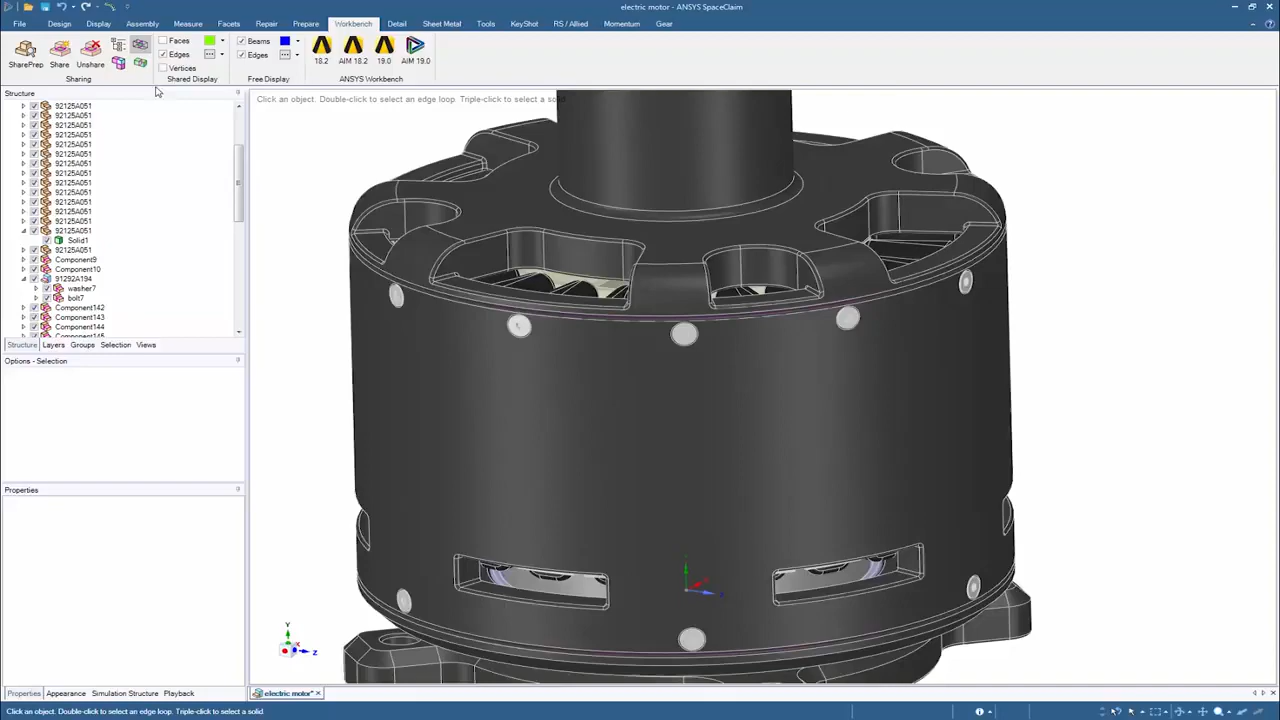 electric motor - ANSYS SpaceClaim
File Design Display Assembly Measure Facets Repair Prepare Workbench Detail Sheet Metal Tools KeyShot RS / Allied Momentum Gear
Faces
Edges
Vertices
Beams
Edges
SharePrep Share Unshare
18.2 AIM 18.2 19.0 AIM 19.0
Sharing Shared Display Free Display ANSYS Workbench
Structure
Click an object. Double-click to select an edge loop. Triple-click to select a solid.
92125A051
92125A051
92125A051
92125A051
92125A051
92125A051
92125A051
92125A051
92125A051
92125A051
92125A051
92125A051
92125A051
92125A051
Solid1
92125A051
Component9
Component10
91292A194
washer7
bolt7
Component142
Component143
Component144
Component145
Structure Layers Groups Selection Views
Options - Selection
Properties
Y
X
Z
Properties Appearance Simulation Structure Playback
electric motor*
Click an object. Double-click to select an edge loop. Triple-click to select a solid.